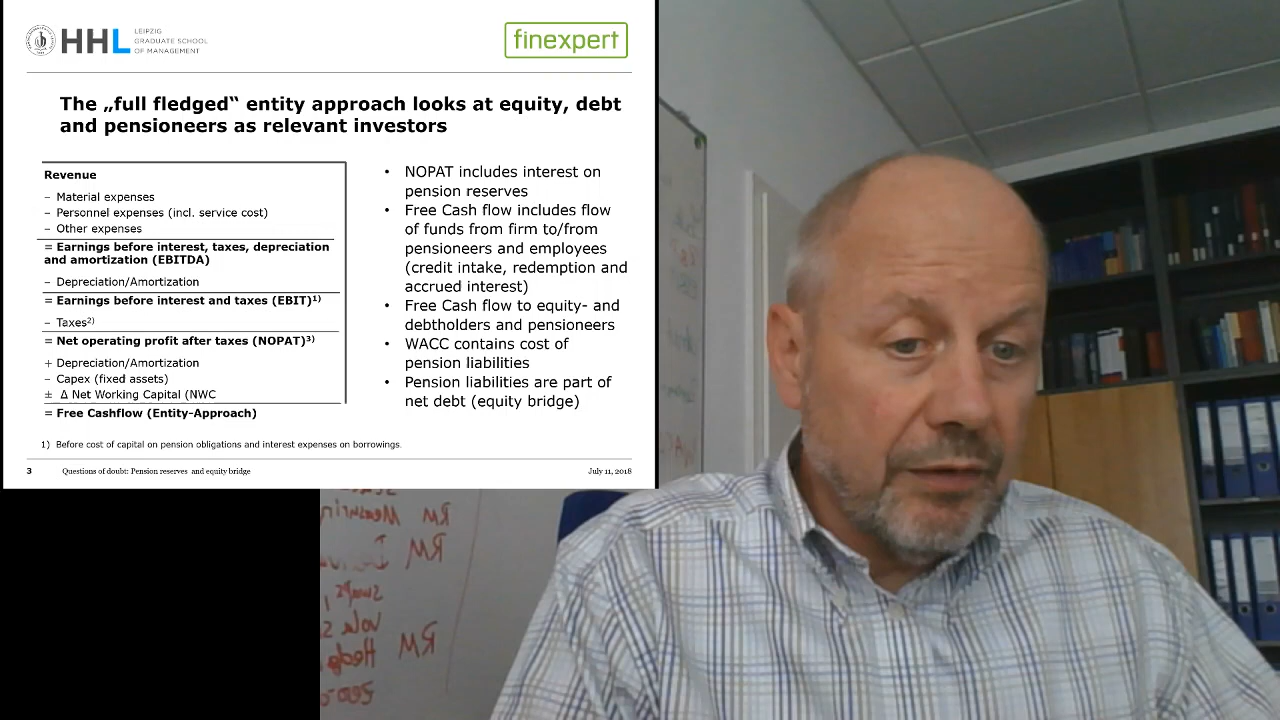 HHL
LEIPZIG
GRADUATE SCHOOL
OF MANAGEMENT
finexpert
The „full fledged“ entity approach looks at equity, debt
and pensioneers as relevant investors
Revenue
– Material expenses
– Personnel expenses (incl. service cost)
– Other expenses
= Earnings before interest, taxes, depreciation
and amortization (EBITDA)
– Depreciation/Amortization
= Earnings before interest and taxes (EBIT)1)
– Taxes2)
= Net operating profit after taxes (NOPAT)3)
+ Depreciation/Amortization
– Capex (fixed assets)
± Δ Net Working Capital (NWC
= Free Cashflow (Entity-Approach)
• NOPAT includes interest on
pension reserves
• Free Cash flow includes flow
of funds from firm to/from
pensioneers and employees
(credit intake, redemption and
accrued interest)
• Free Cash flow to equity- and
debtholders and pensioneers
• WACC contains cost of
pension liabilities
• Pension liabilities are part of
net debt (equity bridge)
1) Before cost of capital on pension obligations and interest expenses on borrowings.
3 Questions of doubt: Pension reserves and equity bridge July 11, 2018
RM
RM
swaps
RM